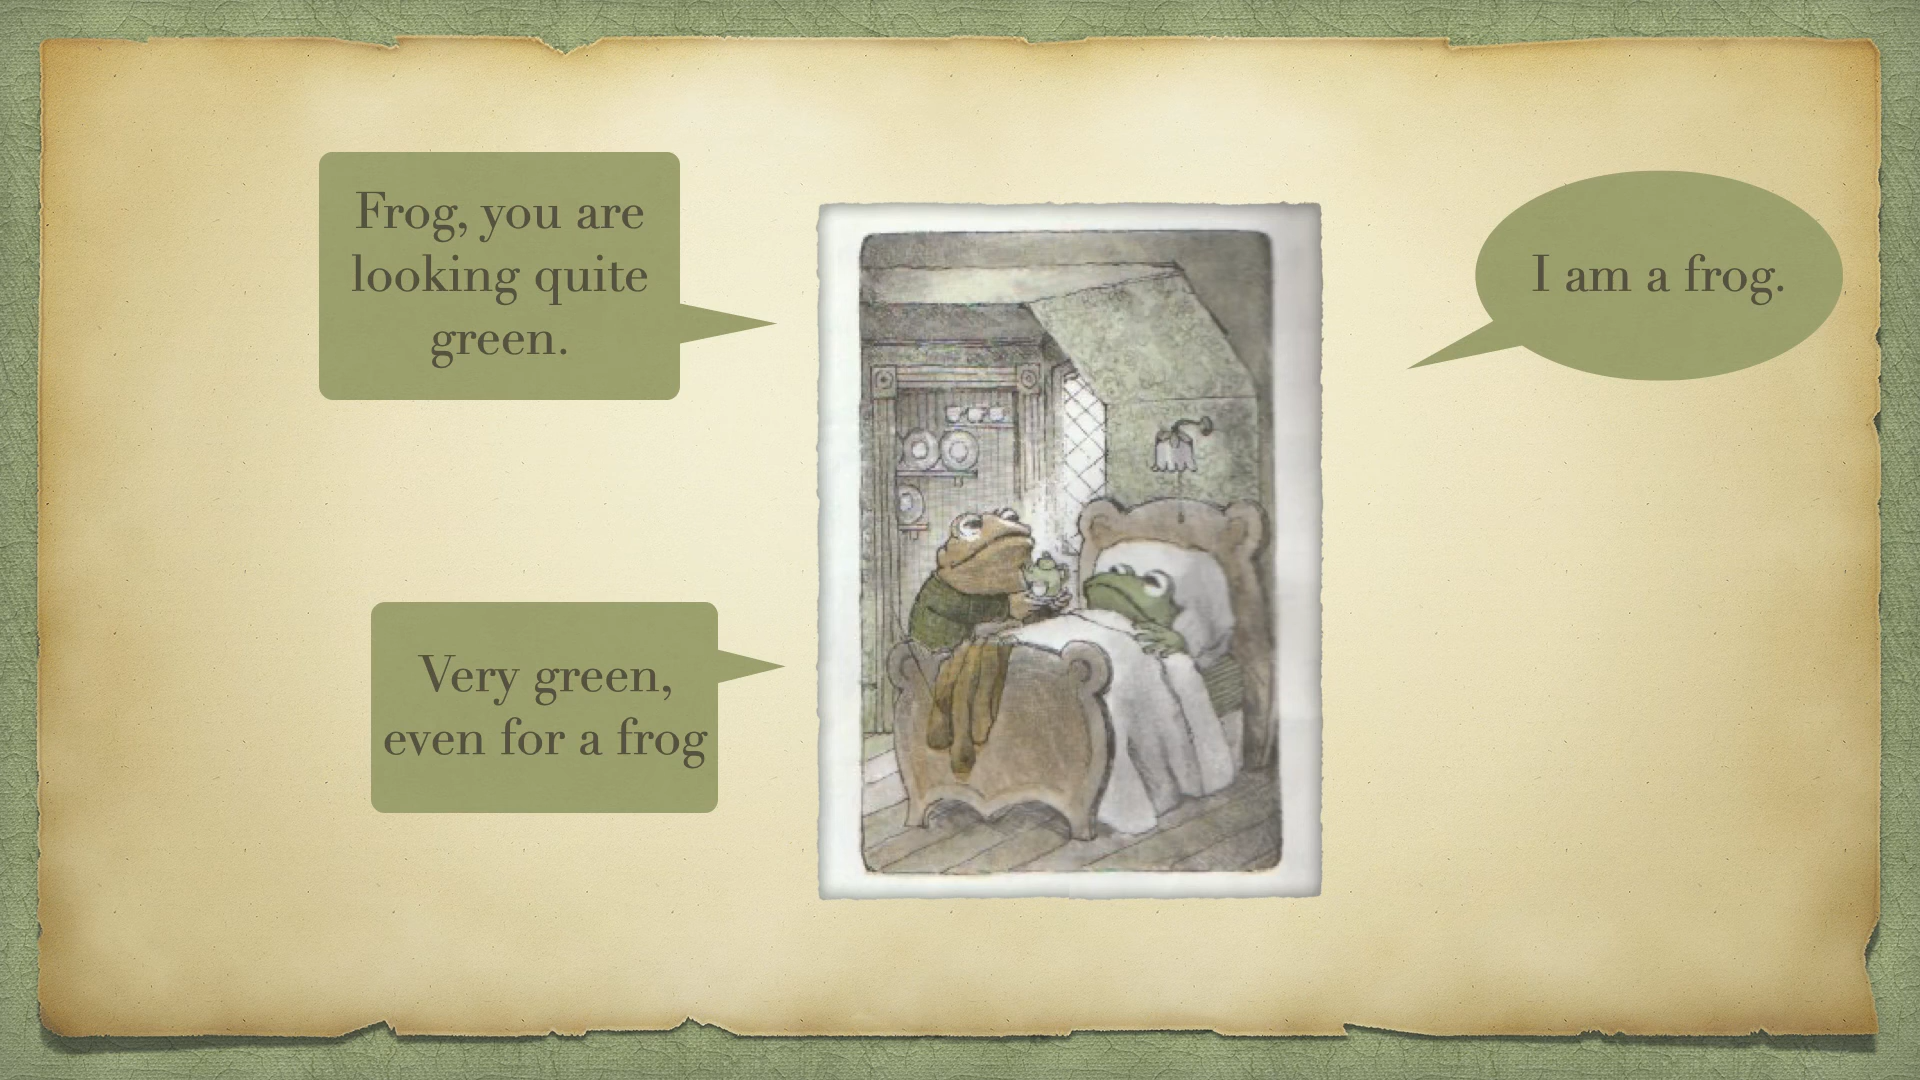 Frog, you are
looking quite
green.
I am a frog.
Very green,
even for a frog